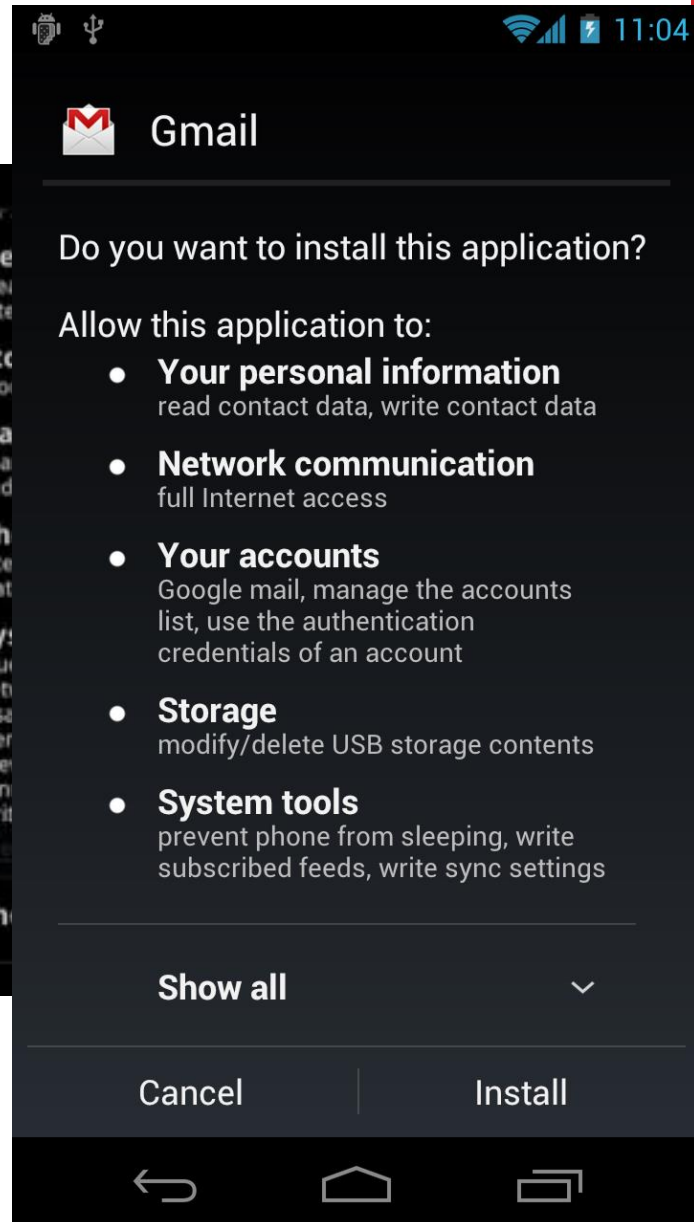 11:04
Gmail
Do you want to install this application?
Allow this application to:
Your personal information
read contact data, write contact data
Network communication
full Internet access
Your accounts
Google mail, manage the accounts
list, use the authentication
credentials of an account
Storage
modify/delete USB storage contents
System tools
prevent phone from sleeping, write
subscribed feeds, write sync settings
Show all
Cancel
Install